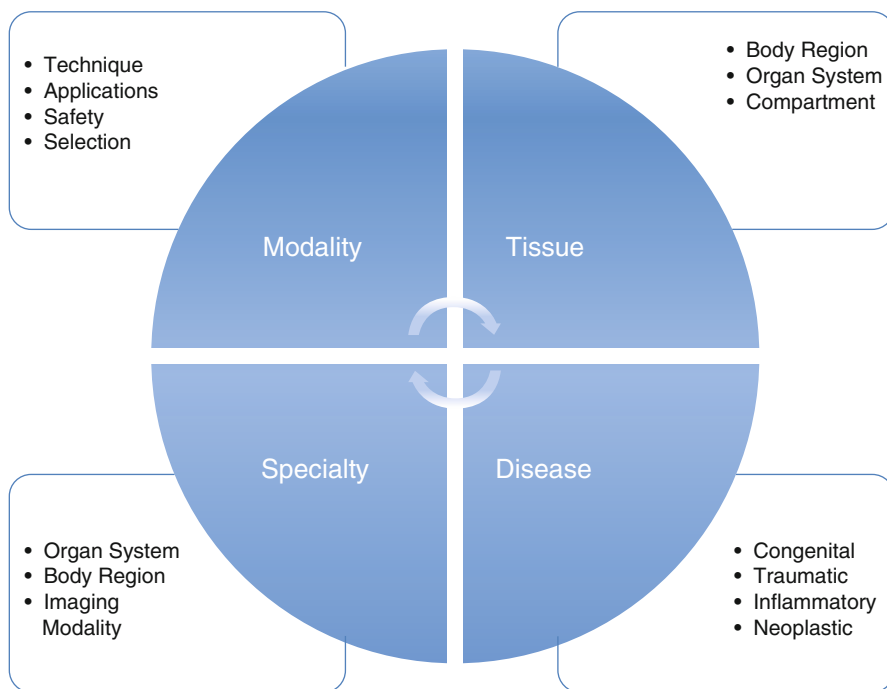 • Technique
• Applications
• Safety
• Selection
• Body Region
• Organ System
• Compartment
Modality
Tissue
Specialty
Disease
• Organ System
• Body Region
• Imaging
Modality
• Congenital
• Traumatic
• Inflammatory
• Neoplastic